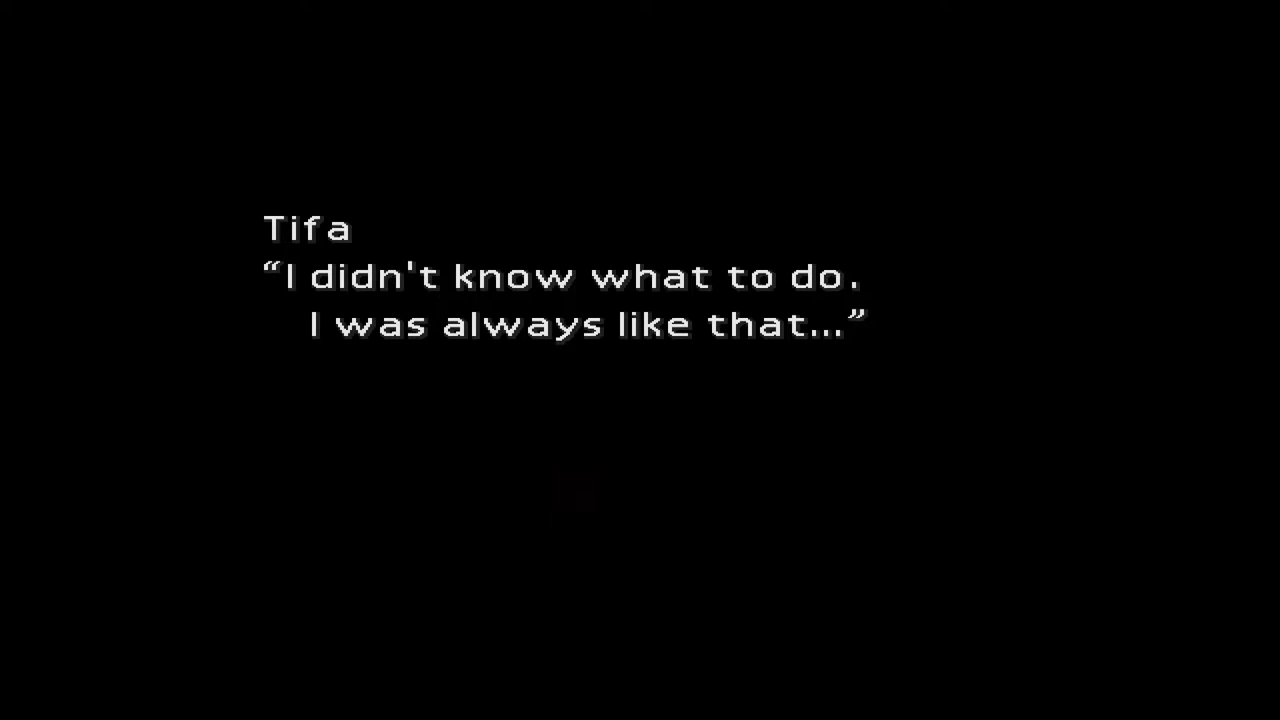 Tifa
“I didn't know what to do.
I was always like that...”